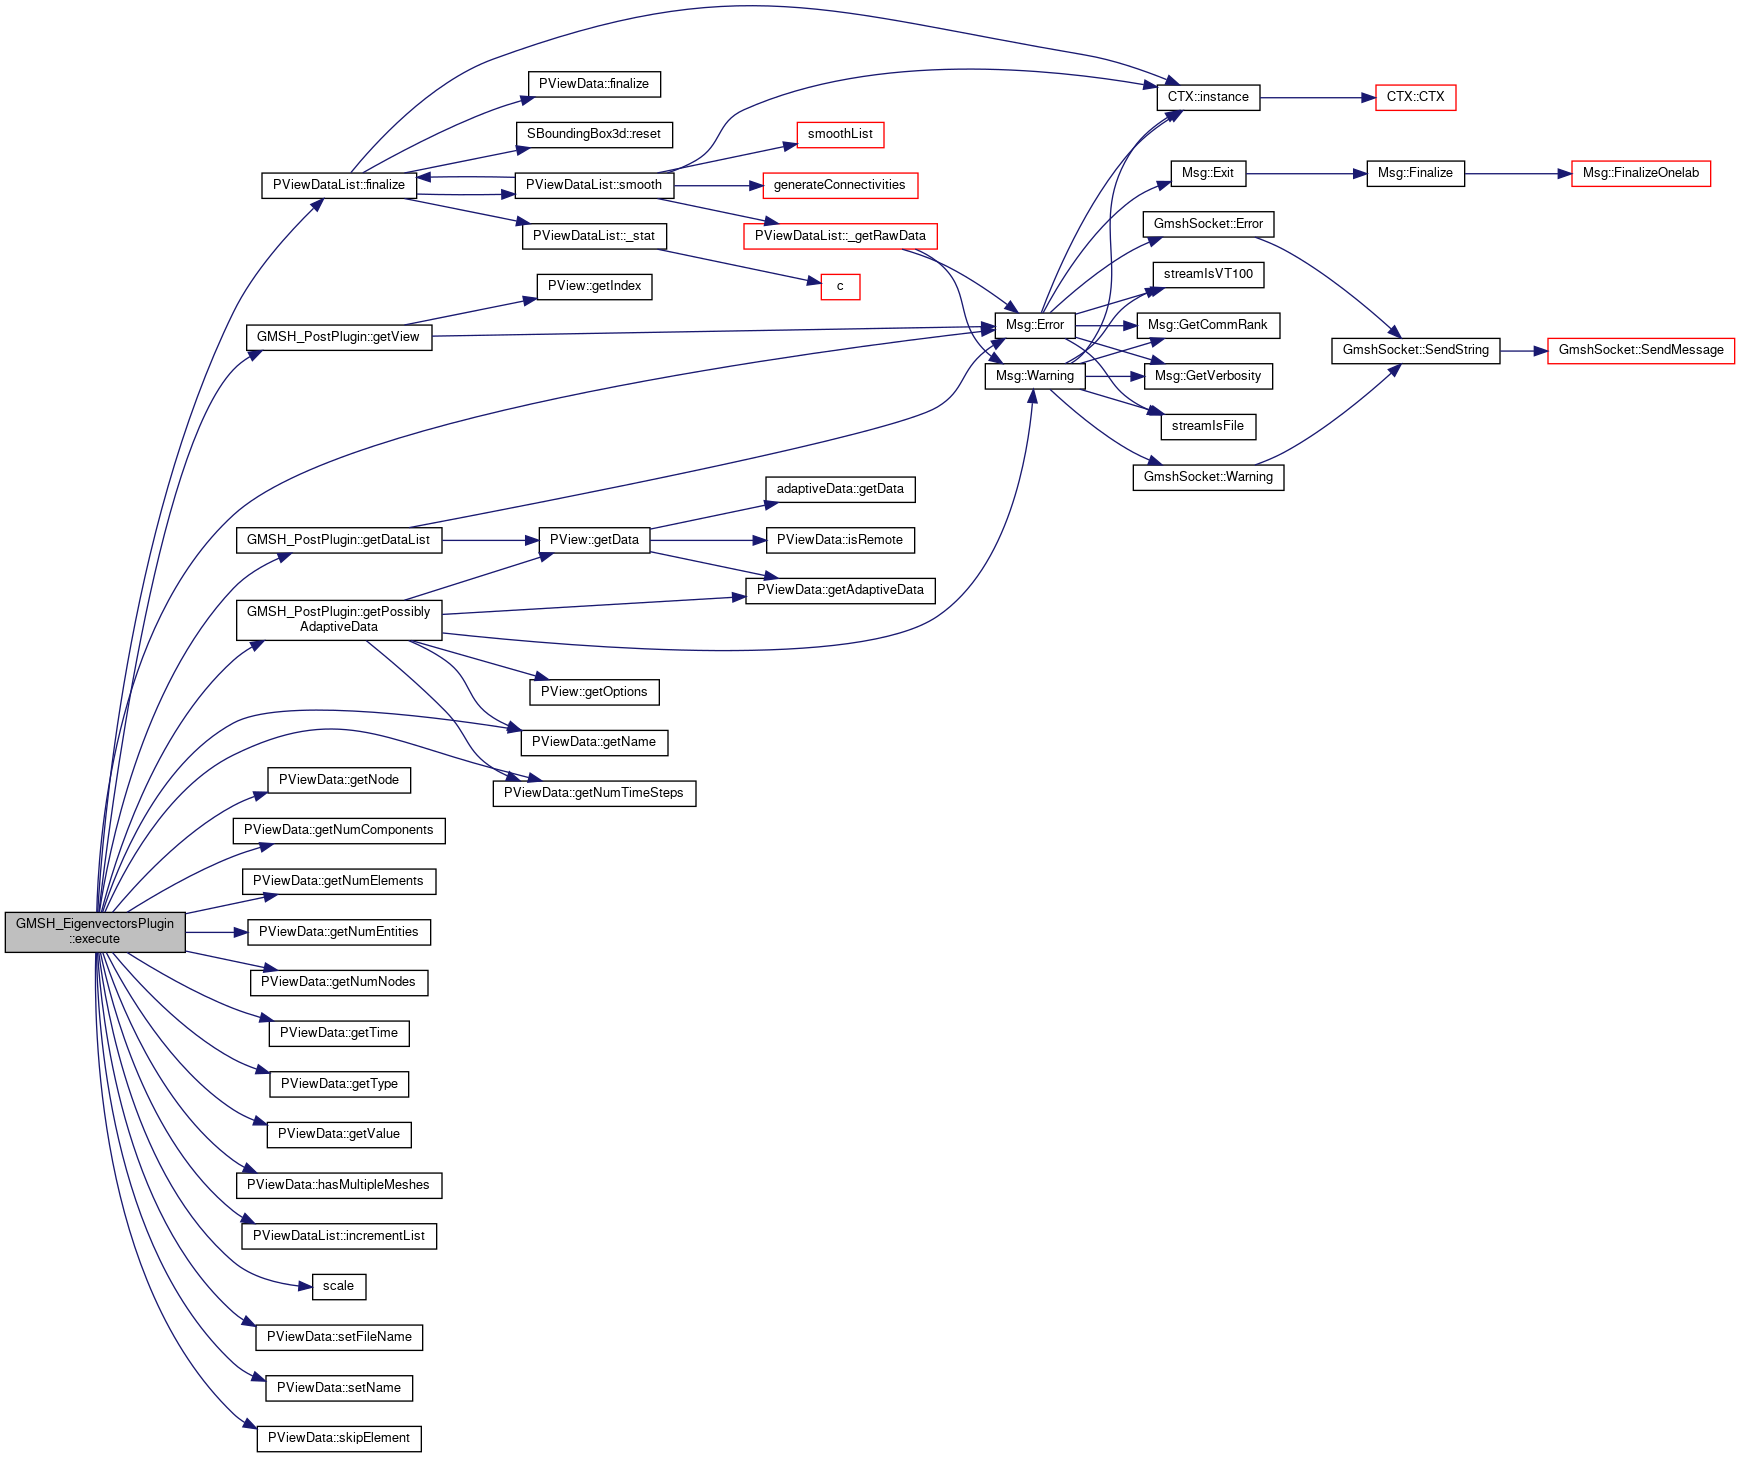 PViewData::finalize
CTX::instance
CTX::CTX
SBoundingBox3d::reset
smoothList
PViewDataList::finalize
PViewDataList::smooth
generateConnectivities
Msg::Exit
Msg::Finalize
Msg::FinalizeOnelab
PViewDataList::_stat
PViewDataList::_getRawData
GmshSocket::Error
PView::getIndex
c
streamIsVT100
GMSH_PostPlugin::getView
Msg::Error
Msg::GetCommRank
Msg::Warning
Msg::GetVerbosity
GmshSocket::SendString
GmshSocket::SendMessage
streamIsFile
GmshSocket::Warning
adaptiveData::getData
GMSH_PostPlugin::getDataList
PView::getData
PViewData::isRemote
PViewData::getAdaptiveData
GMSH_PostPlugin::getPossibly
AdaptiveData
PView::getOptions
PViewData::getName
PViewData::getNode
PViewData::getNumTimeSteps
PViewData::getNumComponents
PViewData::getNumElements
GMSH_EigenvectorsPlugin
::execute
PViewData::getNumEntities
PViewData::getNumNodes
PViewData::getTime
PViewData::getType
PViewData::getValue
PViewData::hasMultipleMeshes
PViewDataList::incrementList
scale
PViewData::setFileName
PViewData::setName
PViewData::skipElement